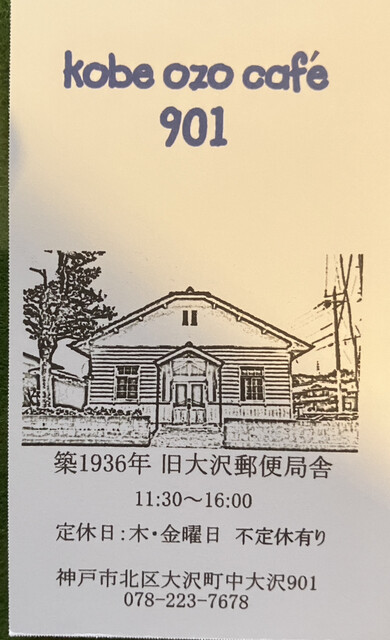 kobe ozo café
901
築1936年 旧大沢郵便局舎
11:30～16:00
定休日：木・金曜日 不定休有り
神戸市北区大沢町中大沢901
078-223-7678